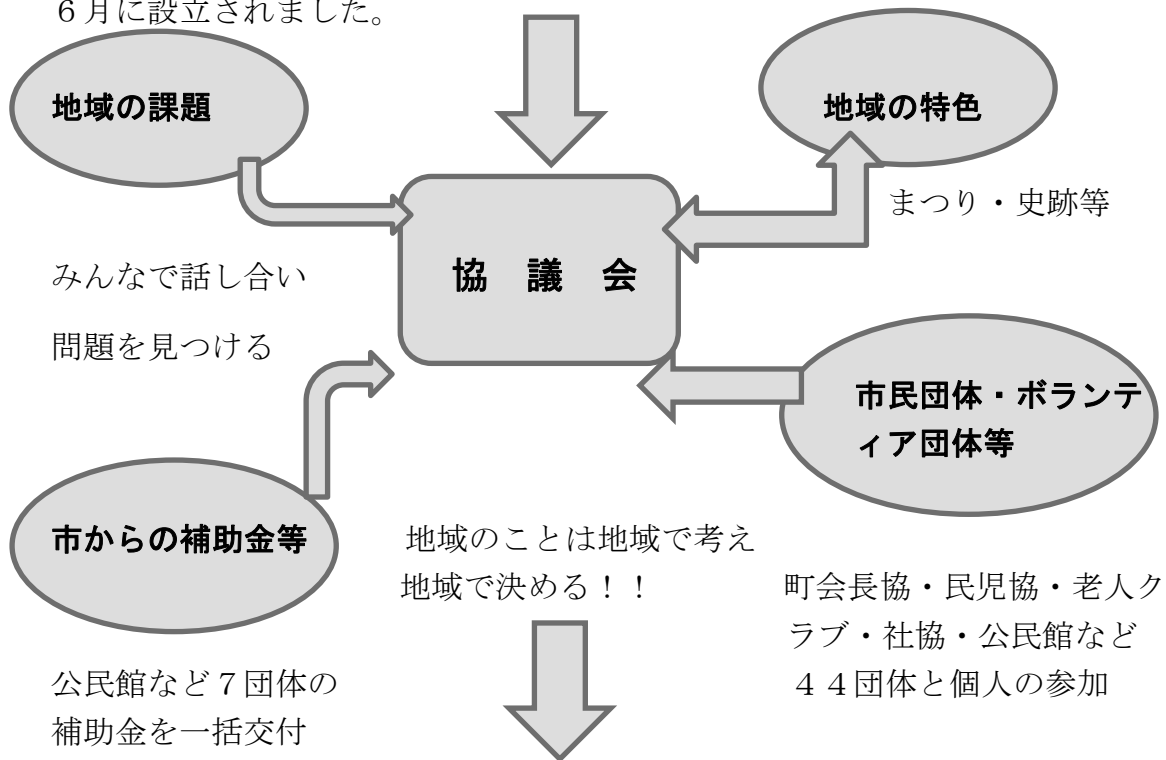 ６月に設立されました。
地域の課題
地域の特色
まつり・史跡等
協　議　会
みんなで話し合い
問題を見つける
市民団体・ボランテ
ィア団体等
市からの補助金等
地域のことは地域で考え
地域で決める！！
町会長協・民児協・老人ク
ラブ・社協・公民館など
４４団体と個人の参加
公民館など７団体の
補助金を一括交付